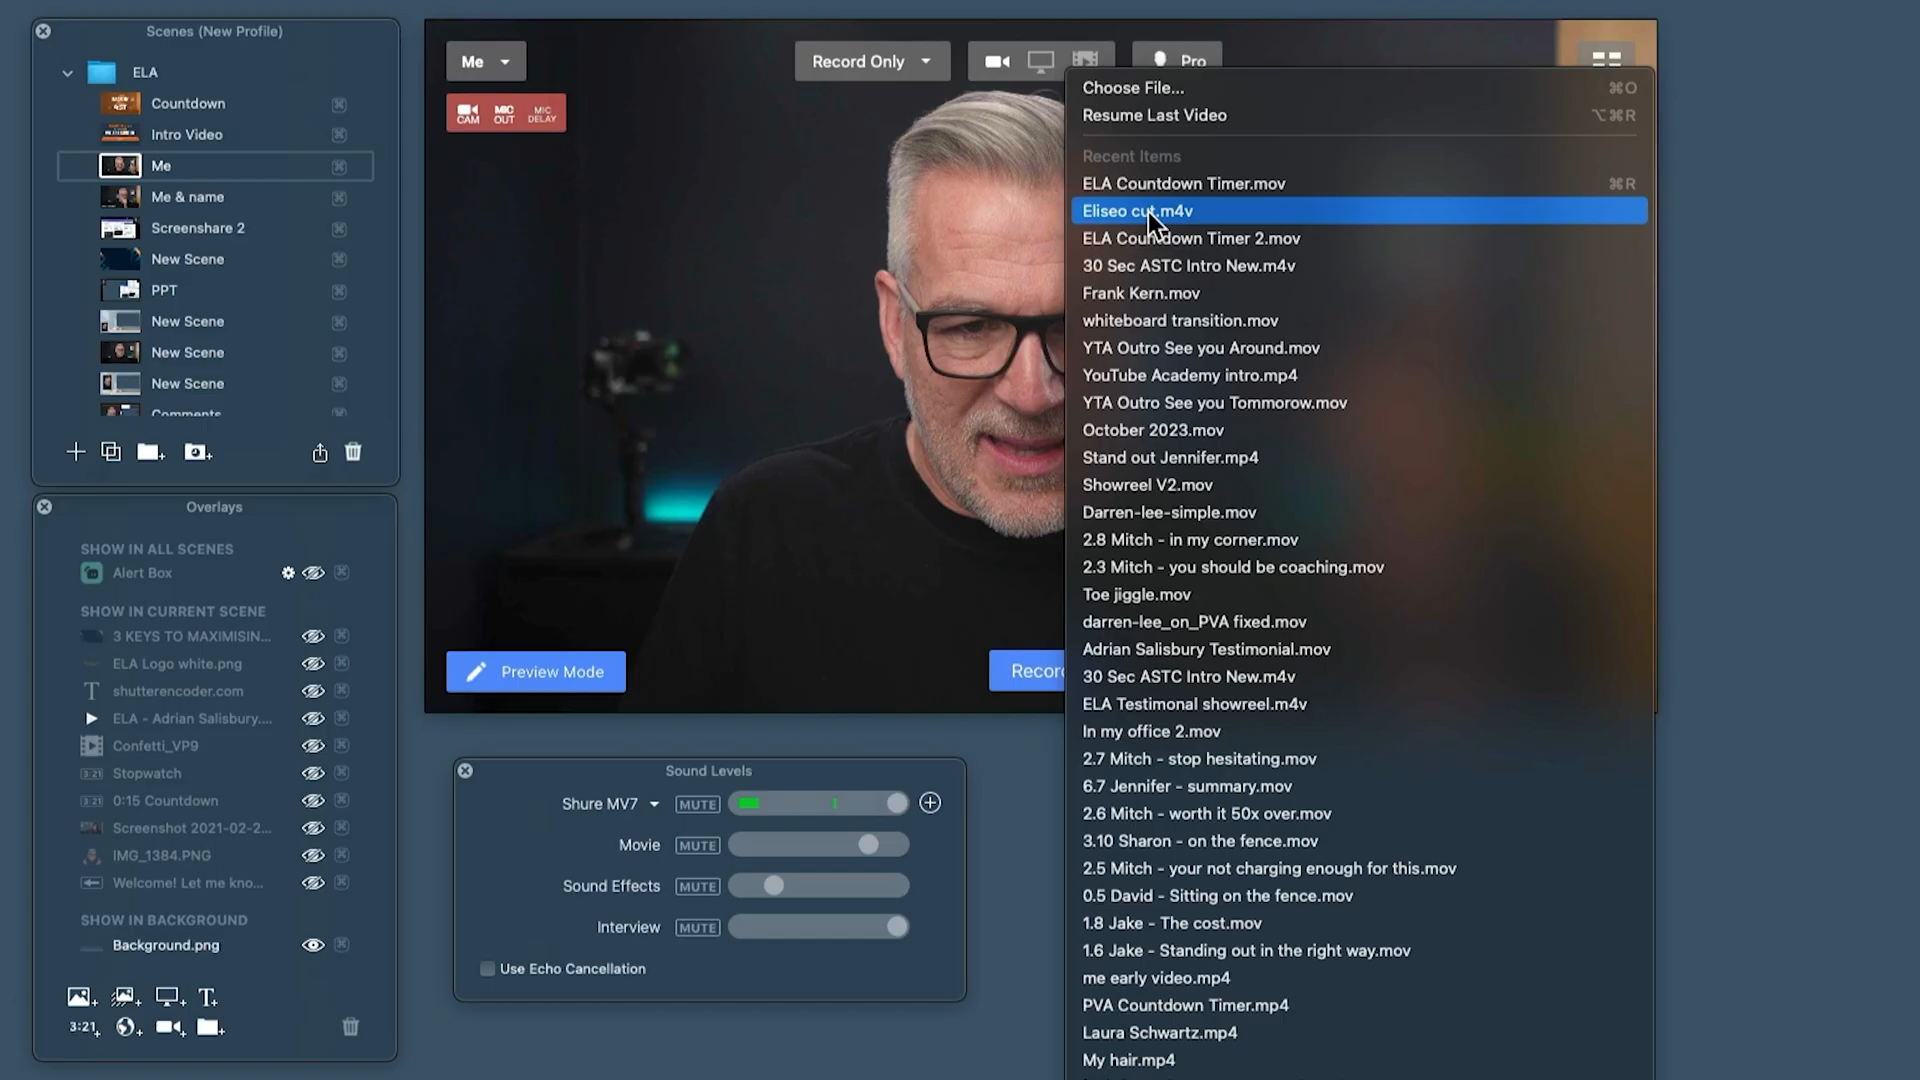 Scenes (New Profile)
ELA
Countdown
Intro Video
Me
Me & name
Screenshare 2
New Scene
PPT
New Scene
New Scene
New Scene
Comments
Overlays
SHOW IN ALL SCENES
Alert Box
SHOW IN CURRENT SCENE
3 KEYS TO MAXIMISIN...
ELA Logo white.png
shutterencoder.com
ELA - Adrian Salisbury....
Confetti_VP9
3:21 Stopwatch
3:21 0:15 Countdown
Screenshot 2021-02-2...
IMG_1384.PNG
Welcome! Let me kno...
SHOW IN BACKGROUND
Background.png
3:21
Me
Record Only
Pro
CAM
MIC OUT
MIC DELAY
Preview Mode
Recor
Sound Levels
Shure MV7 MUTE
Movie MUTE
Sound Effects MUTE
Interview MUTE
Use Echo Cancellation
Choose File... ⌘O
Resume Last Video ⌥⌘R
Recent Items
ELA Countdown Timer.mov ⌘R
Eliseo cut.m4v
ELA Countdown Timer 2.mov
30 Sec ASTC Intro New.m4v
Frank Kern.mov
whiteboard transition.mov
YTA Outro See you Around.mov
YouTube Academy intro.mp4
YTA Outro See you Tommorow.mov
October 2023.mov
Stand out Jennifer.mp4
Showreel V2.mov
Darren-lee-simple.mov
2.8 Mitch - in my corner.mov
2.3 Mitch - you should be coaching.mov
Toe jiggle.mov
darren-lee_on_PVA fixed.mov
Adrian Salisbury Testimonial.mov
30 Sec ASTC Intro New.m4v
ELA Testimonal showreel.m4v
In my office 2.mov
2.7 Mitch - stop hesitating.mov
6.7 Jennifer - summary.mov
2.6 Mitch - worth it 50x over.mov
3.10 Sharon - on the fence.mov
2.5 Mitch - your not charging enough for this.mov
0.5 David - Sitting on the fence.mov
1.8 Jake - The cost.mov
1.6 Jake - Standing out in the right way.mov
me early video.mp4
PVA Countdown Timer.mp4
Laura Schwartz.mp4
My hair.mp4